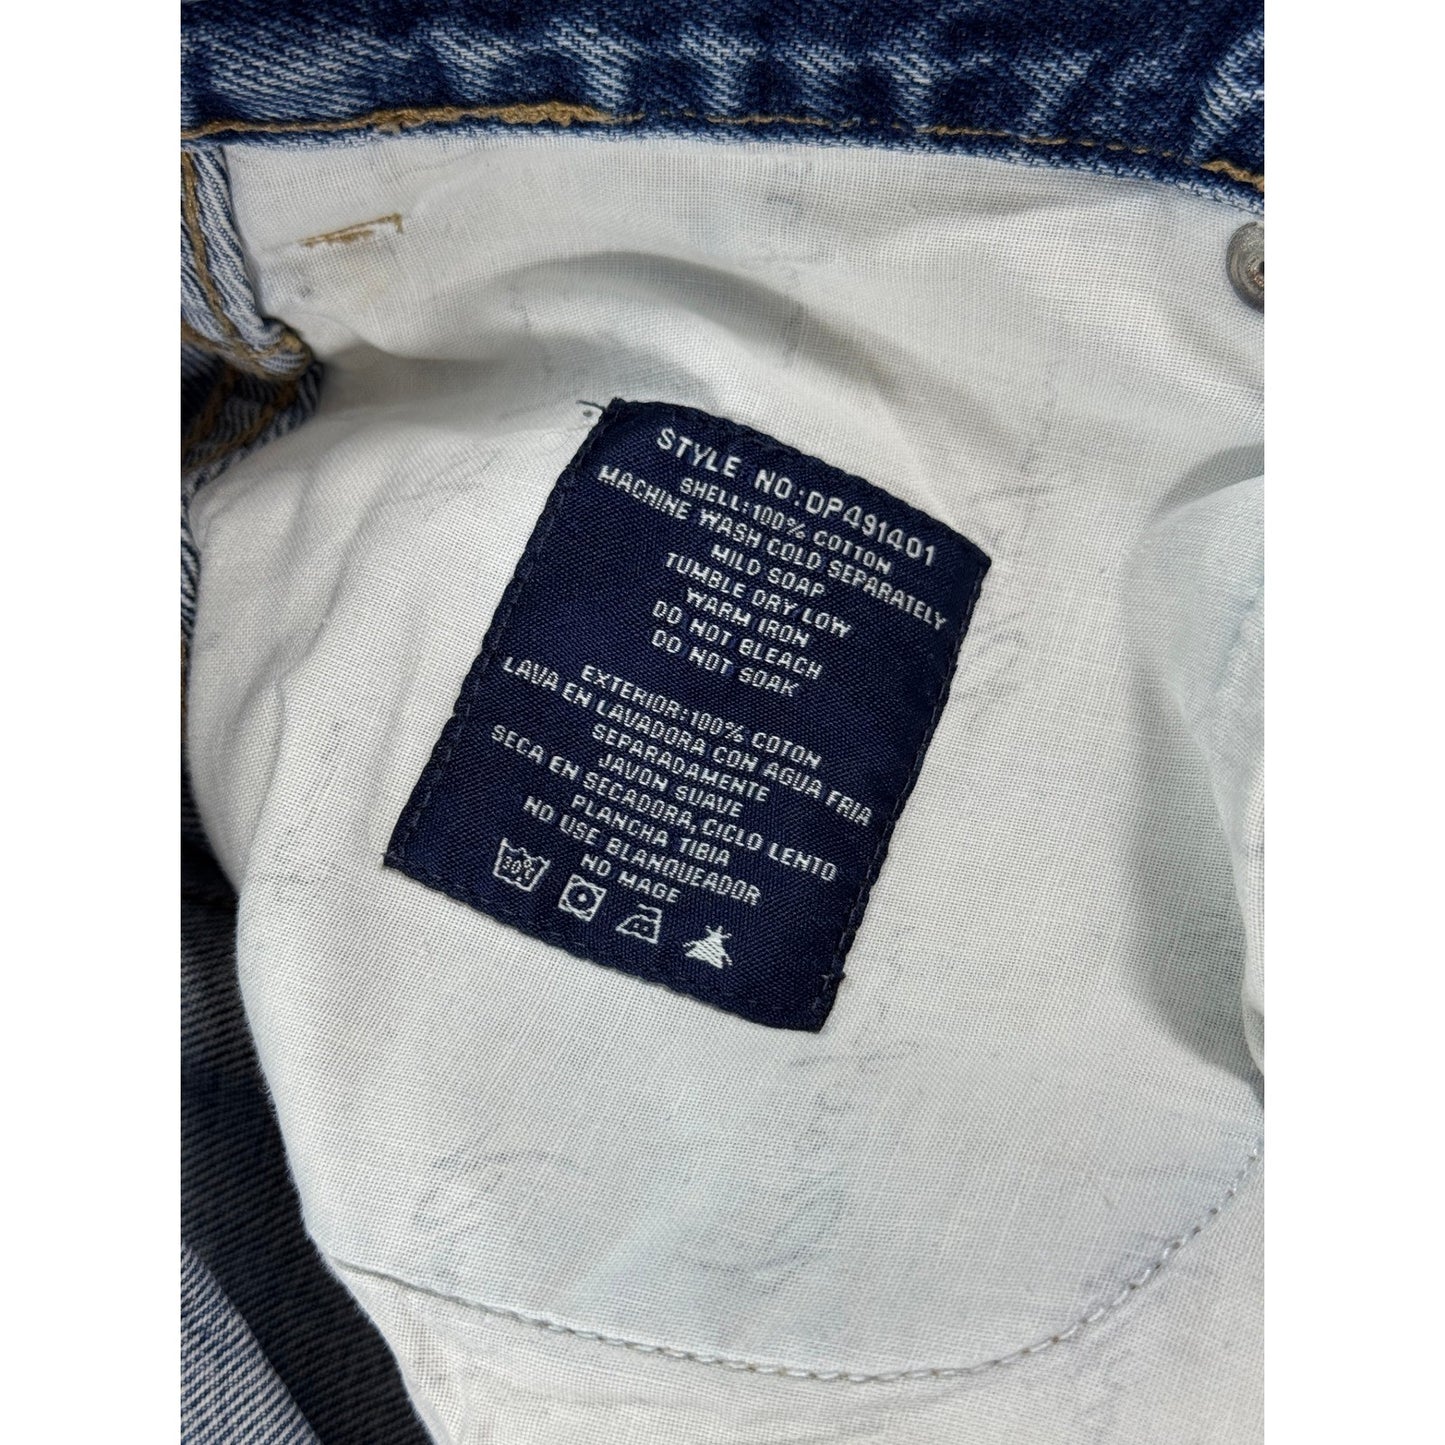 STYLE NO:DP491401
SHELL:100% COTTON
MACHINE WASH COLD SEPARATELY
MILD SOAP
TUMBLE DRY LOW
WARM IRON
DO NOT BLEACH
DO NOT SOAK
EXTERIOR:100% COTON
LAVA EN LAVADORA CON AGUA FRIA
SEPARADAMENTE
JAVON SUAVE
SECA EN SECADORA, CICLO LENTO
PLANCHA TIBIA
NO USE BLANQUEADOR
NO MAGE
30°C